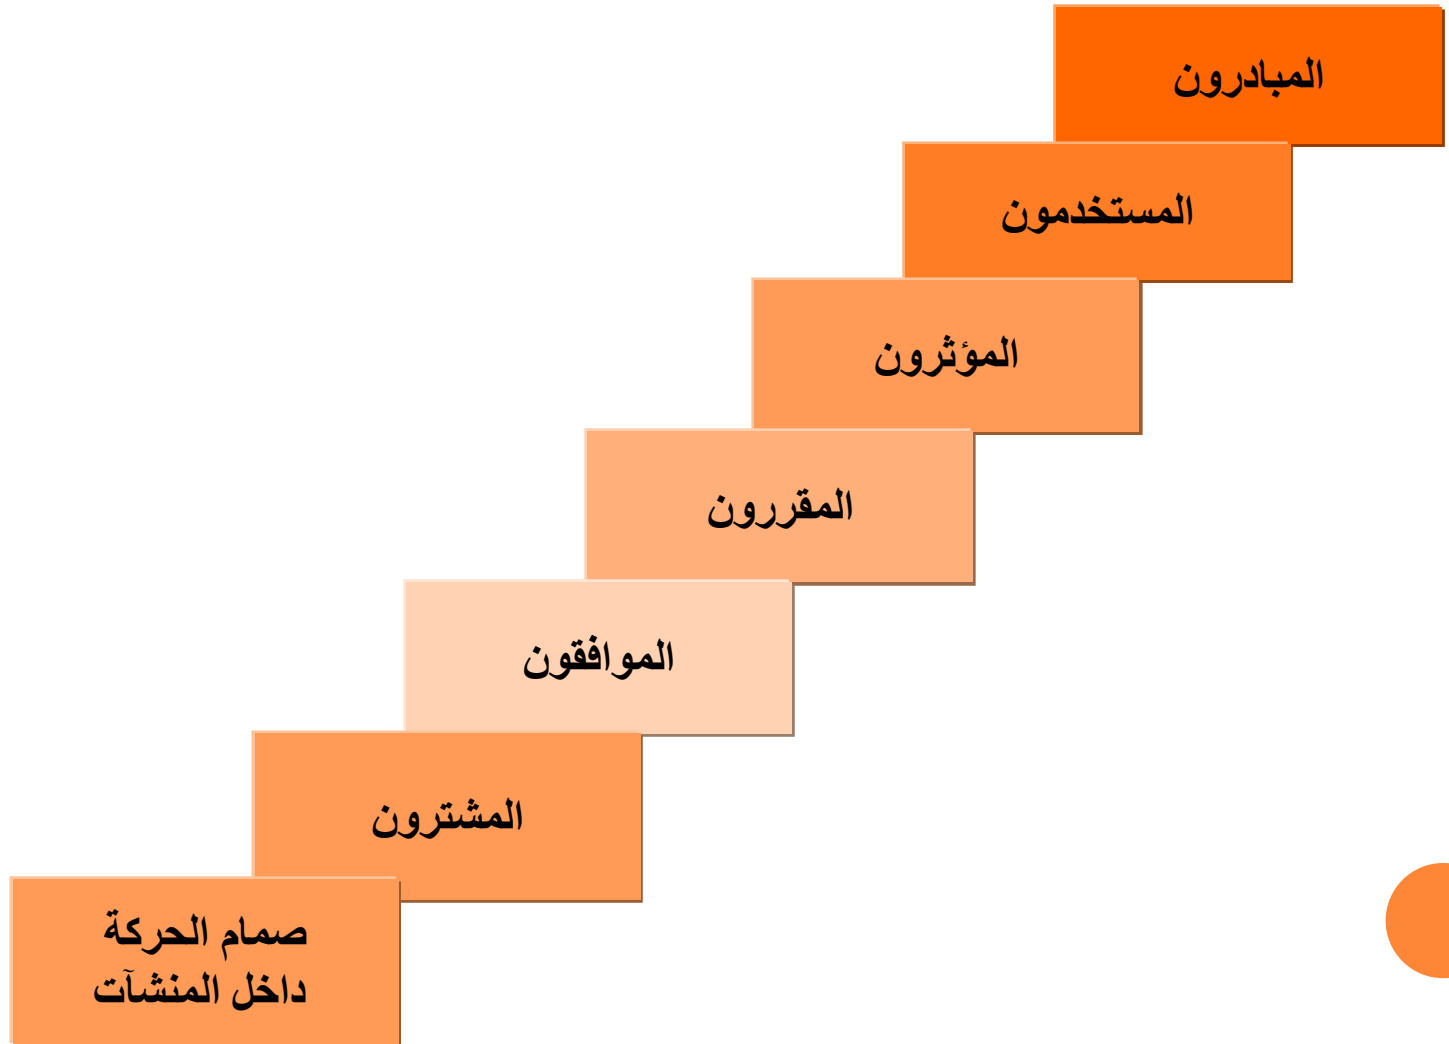 المبادرون
المستخدمون
المؤثرون
المقررون
الموافقون
المشترون
صمام الحركة
داخل المنشآت